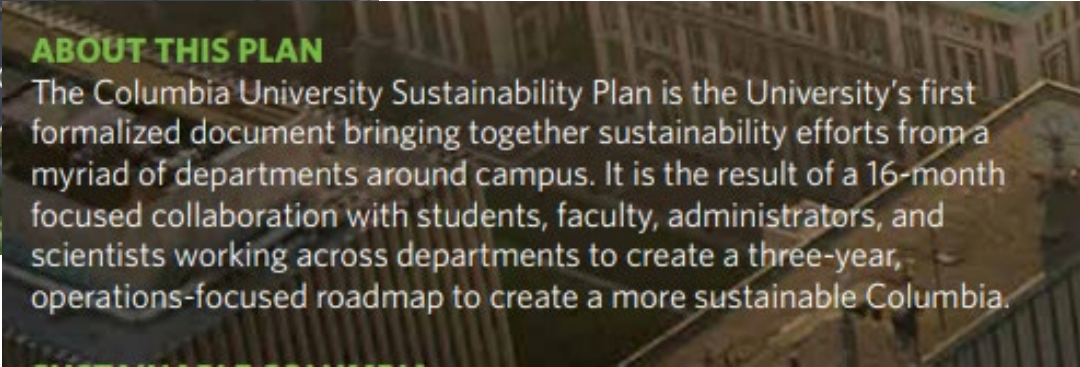 ABOUT THIS PLAN
The Columbia University Sustainability Plan is the University's first
formalized document bringing together sustainability efforts from a
myriad of departments around campus. It is the result of a 16-month
focused collaboration with students, faculty, administrators, and
scientists working across departments to create a three-year,
operations-focused roadmap to create a more sustainable Columbia.
SUSTAINABLE COLUMBIA